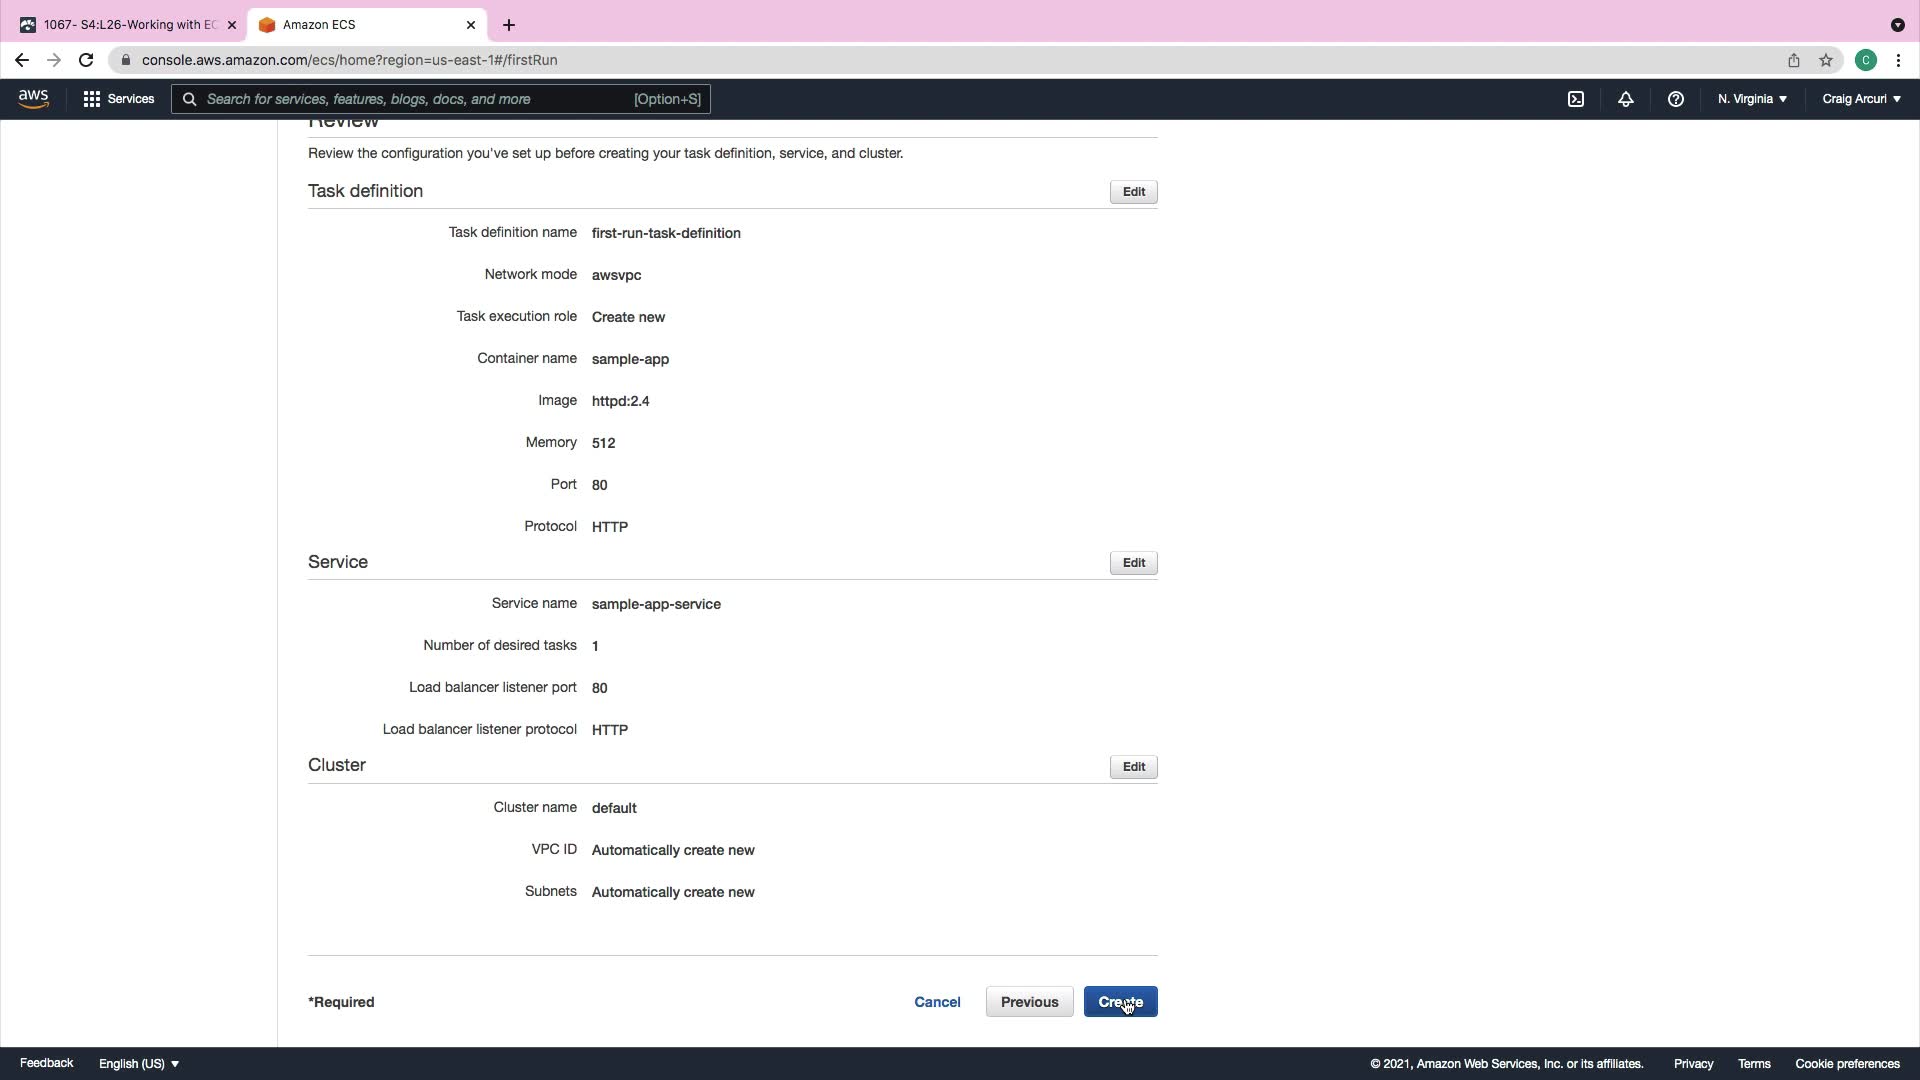 1067- S4:L26-Working with EC
Amazon ECS
console.aws.amazon.com/ecs/home?region=us-east-1#/firstRun
C
aws
Services
Search for services, features, blogs, docs, and more
[Option+S]
N. Virginia
Craig Arcuri
Review
Review the configuration you've set up before creating your task definition, service, and cluster.
Task definition
Edit
Task definition name first-run-task-definition
Network mode awsvpc
Task execution role Create new
Container name sample-app
Image httpd:2.4
Memory 512
Port 80
Protocol HTTP
Service
Edit
Service name sample-app-service
Number of desired tasks 1
Load balancer listener port 80
Load balancer listener protocol HTTP
Cluster
Edit
Cluster name default
VPC ID Automatically create new
Subnets Automatically create new
*Required
Cancel
Previous
Create
Feedback
English (US)
© 2021, Amazon Web Services, Inc. or its affiliates.
Privacy
Terms
Cookie preferences